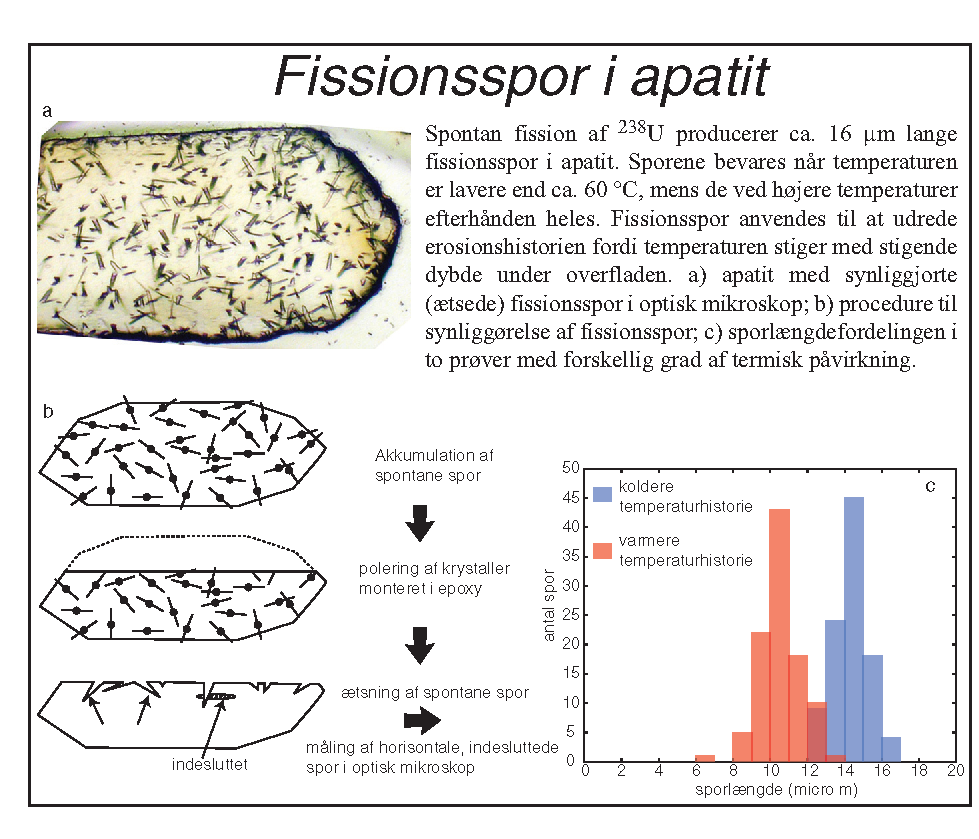 Fissionsspor i apatit
a
Spontan fission af ²³⁸U producerer ca. 16 μm lange
fissionsspor i apatit. Sporene bevares når temperaturen
er lavere end ca. 60 °C, mens de ved højere temperaturer
efterhånden heles. Fissionsspor anvendes til at udrede
erosionshistorien fordi temperaturen stiger med stigende
dybde under overfladen. a) apatit med synliggjorte
(ætsede) fissionsspor i optisk mikroskop; b) procedure til
synliggørelse af fissionsspor; c) sporlængdefordelingen i
to prøver med forskellig grad af termisk påvirkning.
b
Akkumulation af
spontane spor
polering af krystaller
monteret i epoxy
ætsning af spontane spor
måling af horisontale, indesluttede
spor i optisk mikroskop
indesluttet
c
koldere
temperaturhistorie
varmere
temperaturhistorie
antal spor
50
45
40
35
30
25
20
15
10
5
0
0 2 4 6 8 10 12 14 16 18 20
sporlængde (micro m)